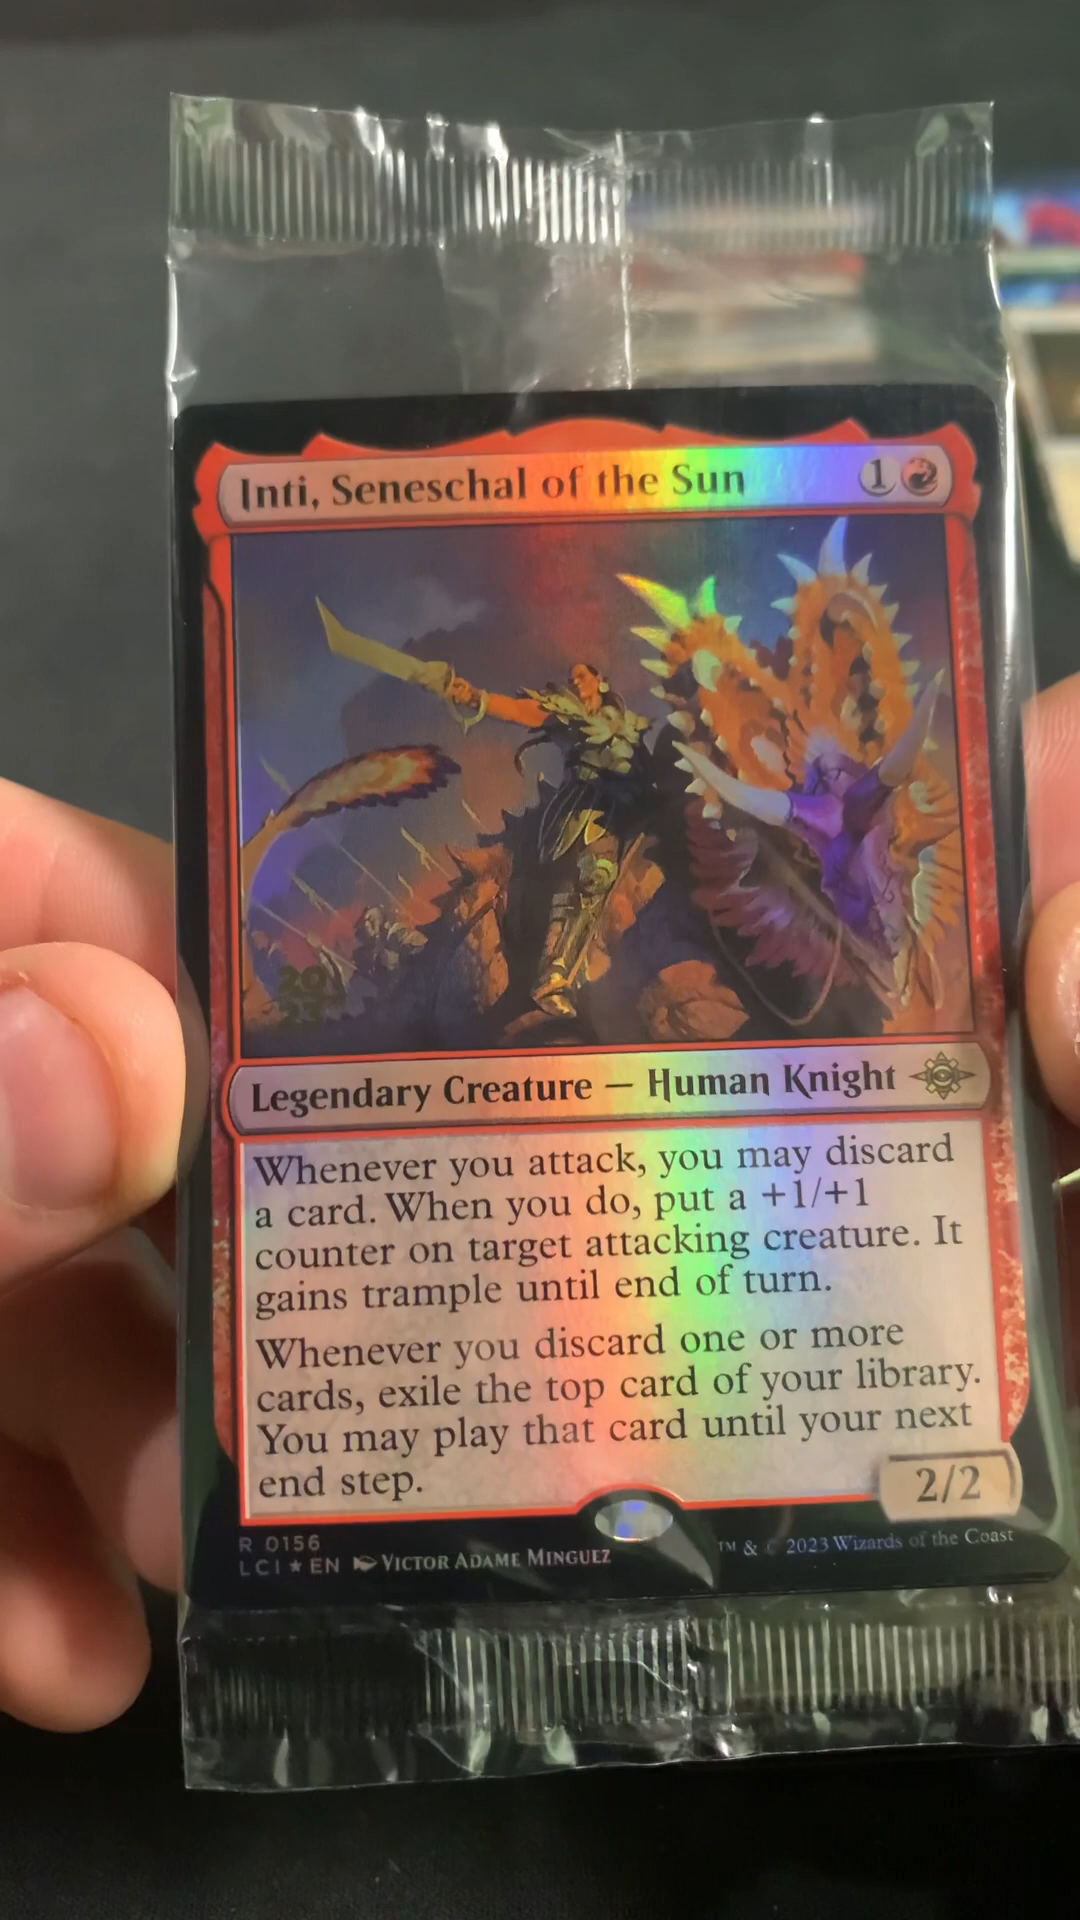 Inti, Seneschal of the Sun 1
Legendary Creature — Human Knight
Whenever you attack, you may discard
a card. When you do, put a +1/+1
counter on target attacking creature. It
gains trample until end of turn.
Whenever you discard one or more
cards, exile the top card of your library.
You may play that card until your next
end step.
2/2
R 0156
LCI ★ EN VICTOR ADAME MINGUEZ
™ & © 2023 Wizards of the Coast